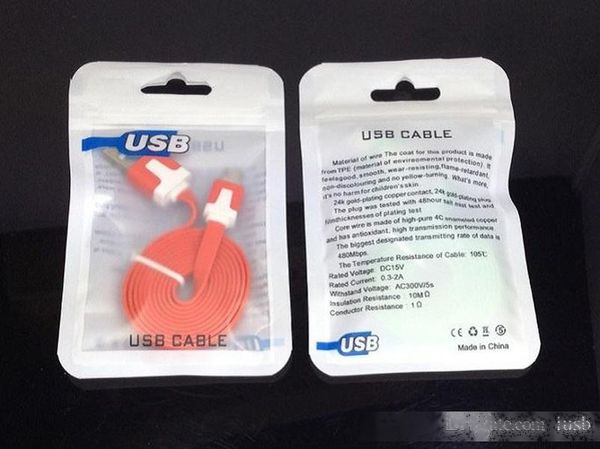 USB
USB CABLE
USB CABLE
Material of wire The coat for this product is made
from TPE (material of environmental protection). It
feelsgood, smooth, wear-resisting, flame-retardant,
non-discolouring and no yellow-turning. What's more,
it's no harm for children'skin.
24k gold-plating coppercontact, 24k gold-plating plug
The plug was tested with 48hour salt mist test and
filmthicknesses of plating test
Core wire is made of high-pure 4C enameled copper
and has antioxidant, high transmission performance
The biggest designated transmitting rate of data is
480Mbps.
The Temperature Resistance of Cable: 105℃
Rated Voltage: DC15V
Rated Current: 0.3-2A
Withstand Voltage: AC300V/5s
Insulation Resistance : 10MΩ
Conductor Resistance : 1Ω
CE
USB
Made in China
iusb